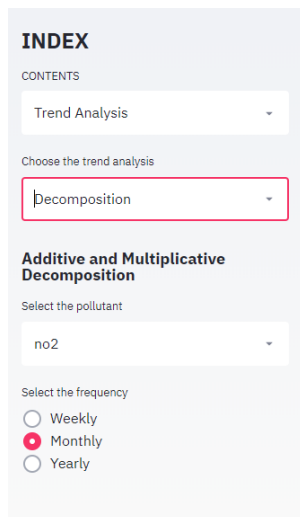 INDEX
CONTENTS
Trend Analysis
Choose the trend analysis
Decomposition
Additive and Multiplicative
Decomposition
Select the pollutant
no2
Select the frequency
Weekly
Monthly
Yearly